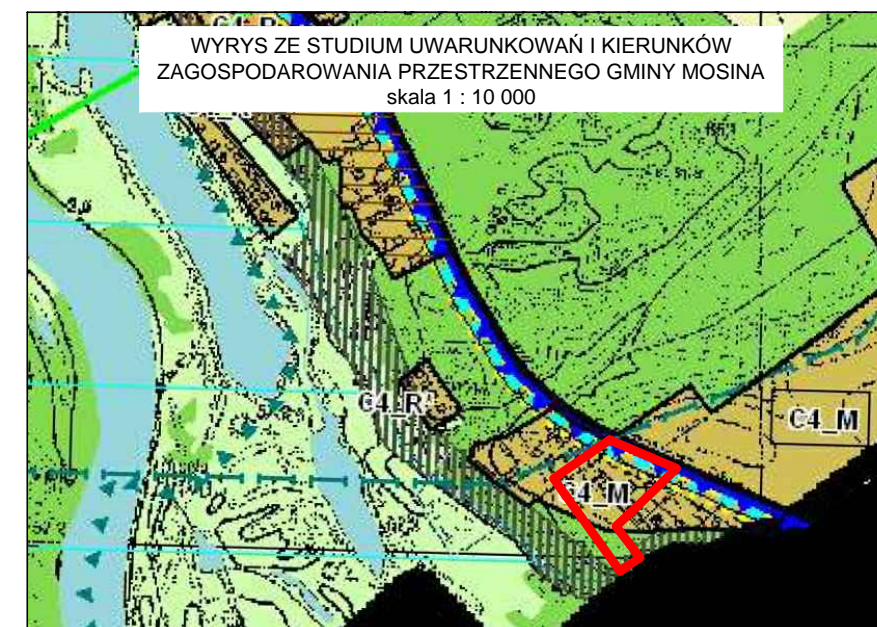 WYRYS ZE STUDIUM UWARUNKOWAŃ I KIERUNKÓW
ZAGOSPODAROWANIA PRZESTRZENNEGO GMINY MOSINA
skala 1 : 10 000
C4_R
C4_M
C4_M